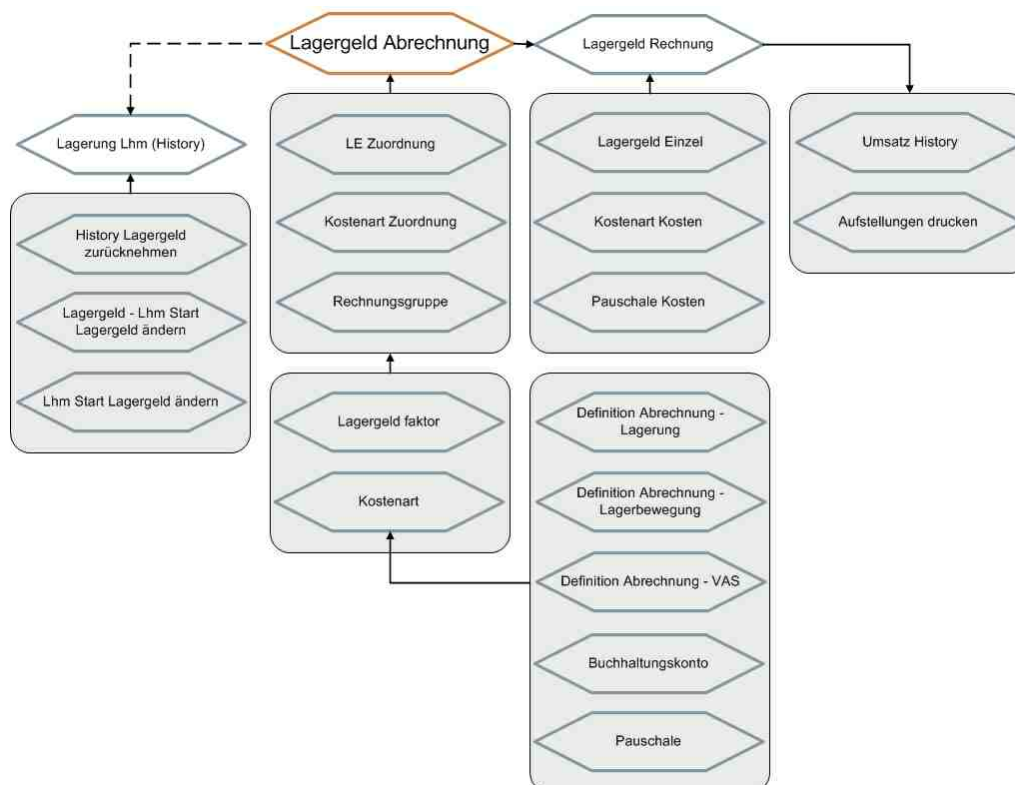 Lagergeld Abrechnung
Lagergeld Rechnung
Lagerung Lhm (History)
History Lagergeld
zurücknehmen
Lagergeld - Lhm Start
Lagergeld ändern
Lhm Start Lagergeld ändern
LE Zuordnung
Kostenart Zuordnung
Rechnungsgruppe
Lagergeld Einzel
Kostenart Kosten
Pauschale Kosten
Umsatz History
Aufstellungen drucken
Lagergeld faktor
Kostenart
Definition Abrechnung -
Lagerung
Definition Abrechnung -
Lagerbewegung
Definition Abrechnung - VAS
Buchhaltungskonto
Pauschale